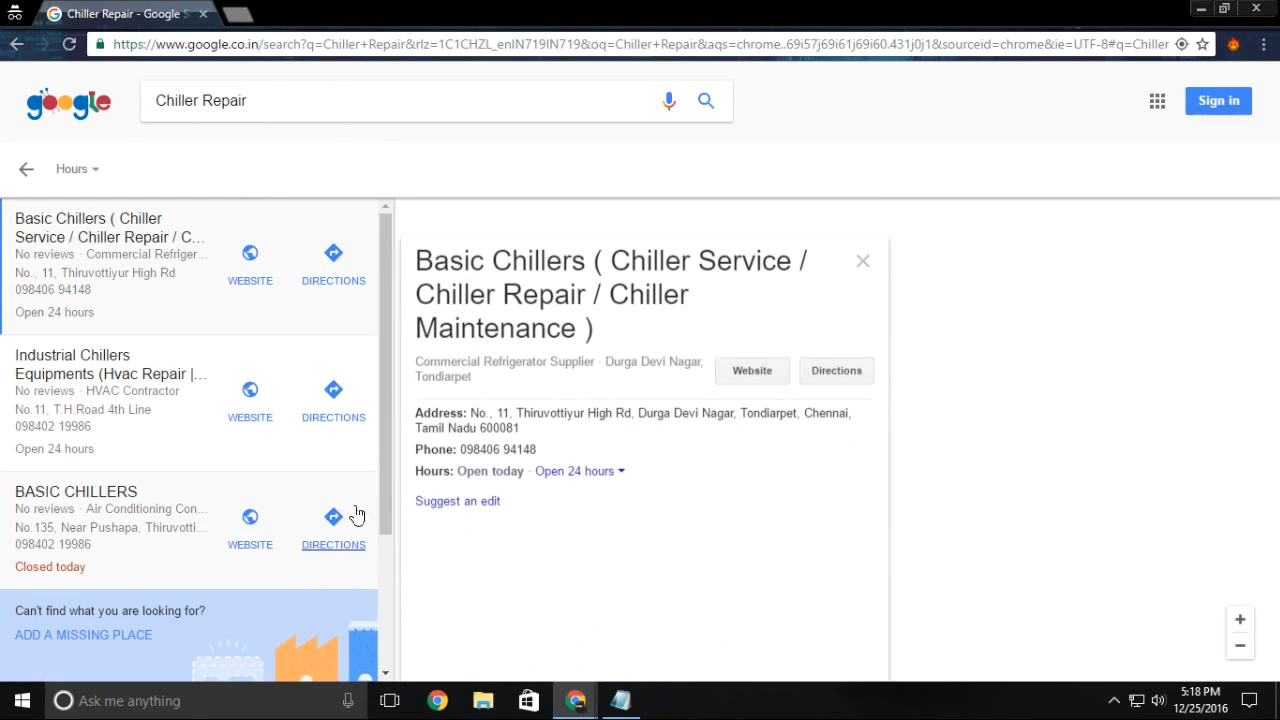 Chiller Repair - Google S
https://www.google.co.in/search?q=Chiller+Repair&rlz=1C1CHZL_enIN719IN719&oq=Chiller+Repair&aqs=chrome..69i57j69i61j69i60.431j0j1&sourceid=chrome&ie=UTF-8#q=Chiller
google
Chiller Repair
Sign in
Hours
Basic Chillers ( Chiller
Service / Chiller Repair / C...
No reviews · Commercial Refriger...
No., 11, Thiruvottiyur High Rd
098406 94148
Open 24 hours
WEBSITE
DIRECTIONS
Industrial Chillers
Equipments (Hvac Repair |...
No reviews · HVAC Contractor
No.11, T.H.Road 4th Line
098402 19986
Open 24 hours
WEBSITE
DIRECTIONS
BASIC CHILLERS
No reviews · Air Conditioning Con...
No.135, Near Pushapa, Thiruvotti...
098402 19986
Closed today
WEBSITE
DIRECTIONS
Can't find what you are looking for?
ADD A MISSING PLACE
Basic Chillers ( Chiller Service /
Chiller Repair / Chiller
Maintenance )
Commercial Refrigerator Supplier · Durga Devi Nagar,
Tondiarpet
Website
Directions
Address: No., 11, Thiruvottiyur High Rd, Durga Devi Nagar, Tondiarpet, Chennai,
Tamil Nadu 600081
Phone: 098406 94148
Hours: Open today · Open 24 hours
Suggest an edit
Ask me anything
5:18 PM
12/25/2016